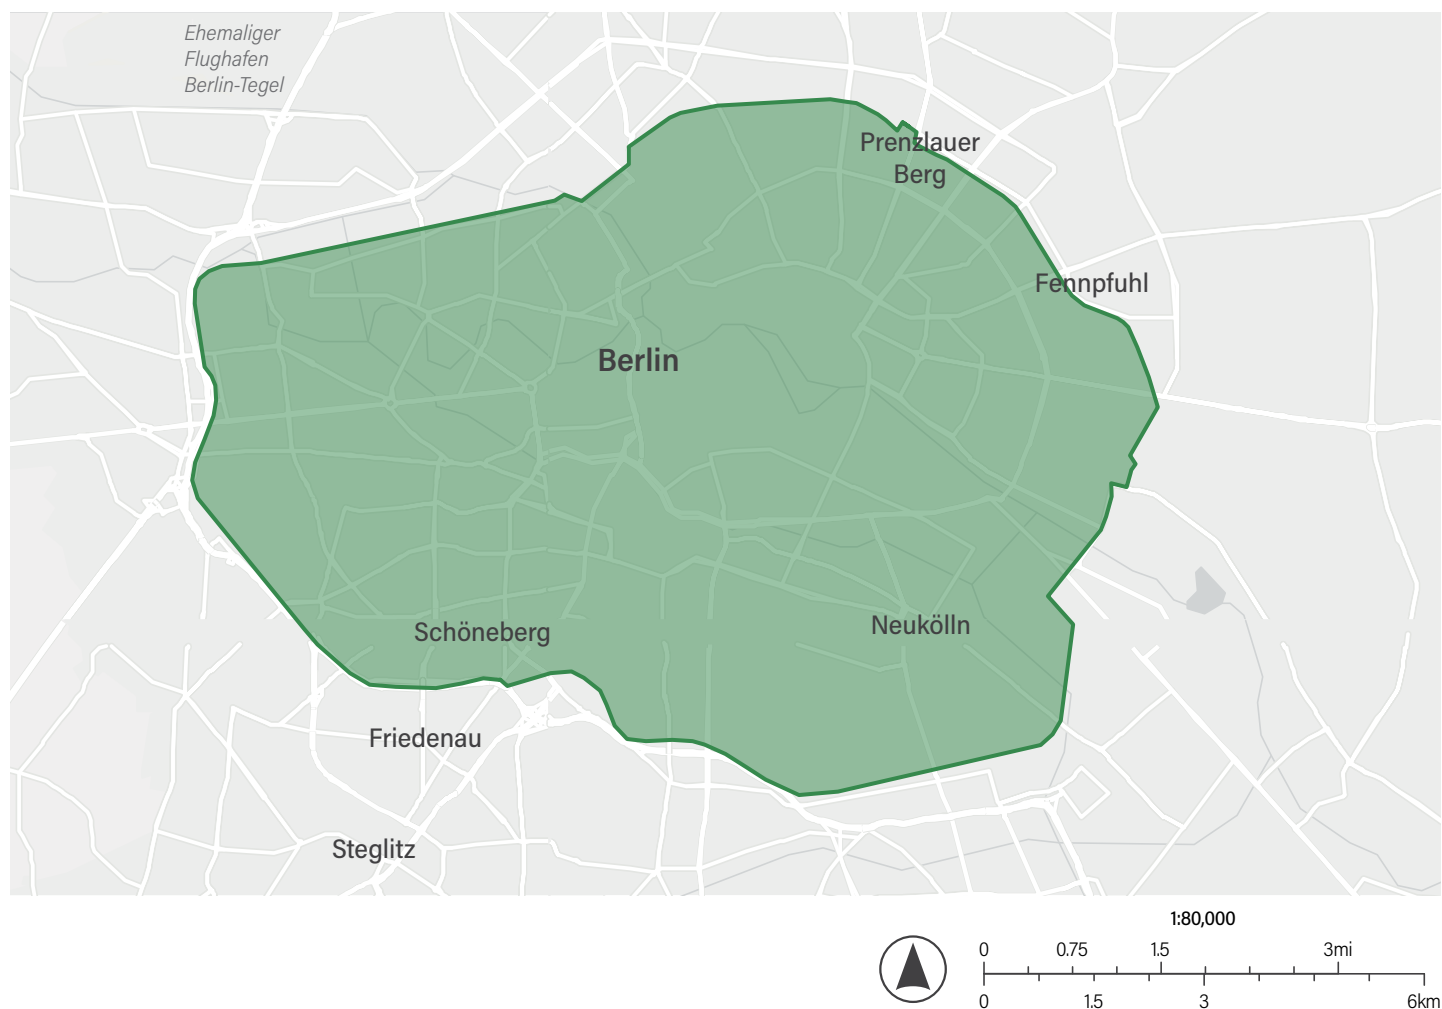 Ehemaliger
Flughafen
Berlin-Tegel
Prenzlauer
Berg
Fennpfuhl
Berlin
Schöneberg
Neukölln
Friedenau
Steglitz
1:80,000
0 0.75 1.5 3mi
0 1.5 3 6km